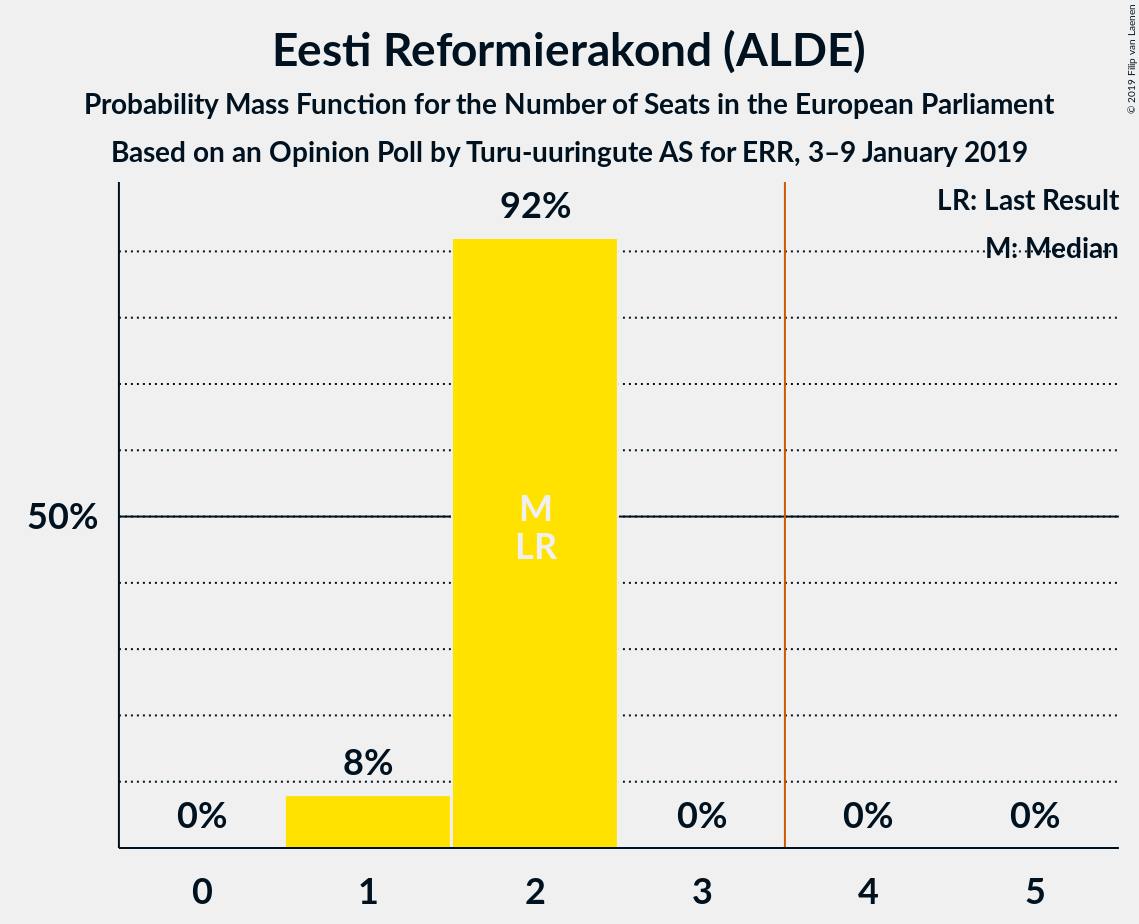 Eesti Reformierakond (ALDE)
Probability Mass Function for the Number of Seats in the European Parliament
Based on an Opinion Poll by Turu-uuringute AS for ERR, 3–9 January 2019
© 2019 Filip van Laenen
LR: Last Result
M: Median
92%
50%
M
LR
8%
0%
0%
0%
0%
0
1
2
3
4
5